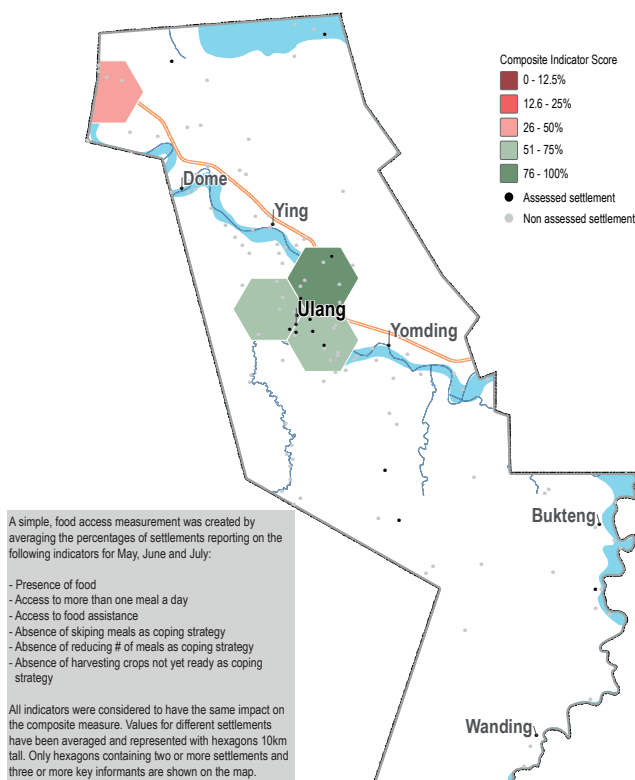 Composite Indicator Score
0 - 12.5%
12.6 - 25%
26 - 50%
51 - 75%
76 - 100%
Assessed settlement
Non assessed settlement
Dome
Ying
Ulang
Yomding
Bukteng
Wanding
A simple, food access measurement was created by
averaging the percentages of settlements reporting on the
following indicators for May, June and July:
- Presence of food
- Access to more than one meal a day
- Access to food assistance
- Absence of skiping meals as coping strategy
- Absence of reducing # of meals as coping strategy
- Absence of harvesting crops not yet ready as coping
strategy
All indicators were considered to have the same impact on
the composite measure. Values for different settlements
have been averaged and represented with hexagons 10km
tall. Only hexagons containing two or more settlements and
three or more key informants are shown on the map.